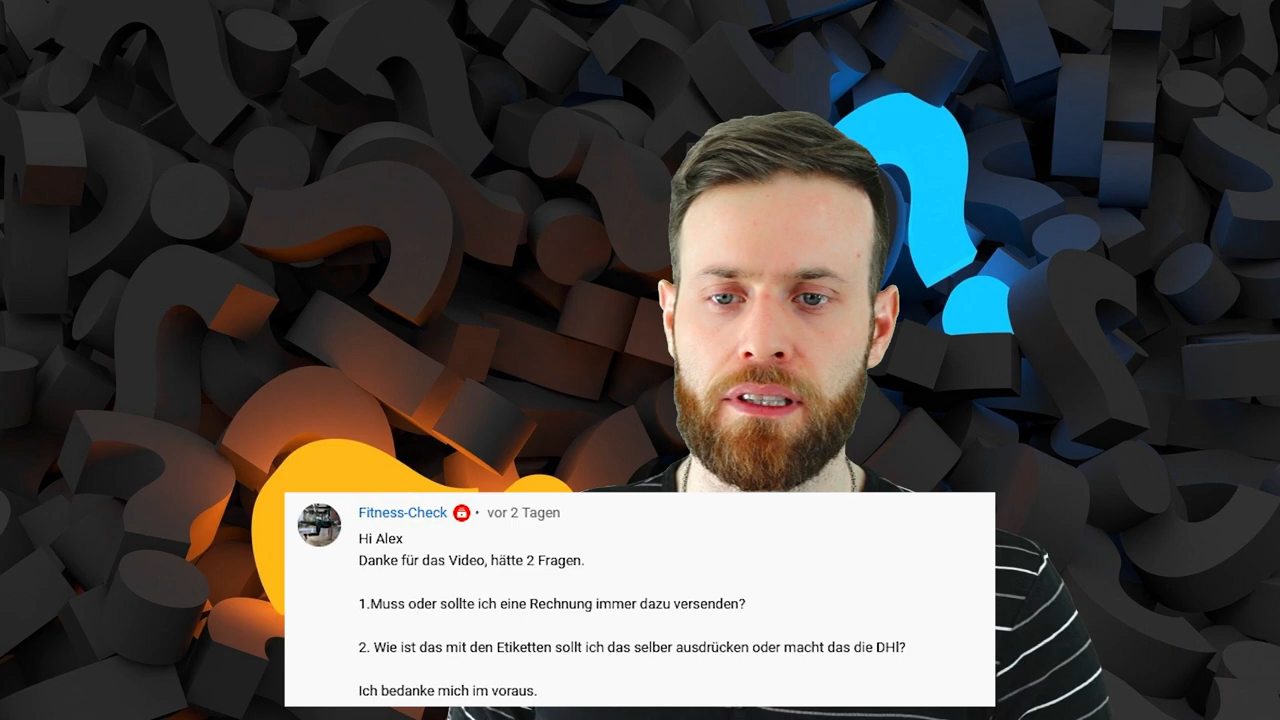 Fitness-Check • vor 2 Tagen
Hi Alex
Danke für das Video, hätte 2 Fragen.
1.Muss oder sollte ich eine Rechnung immer dazu versenden?
2. Wie ist das mit den Etiketten sollt ich das selber ausdrücken oder macht das die DHl?
Ich bedanke mich im voraus.